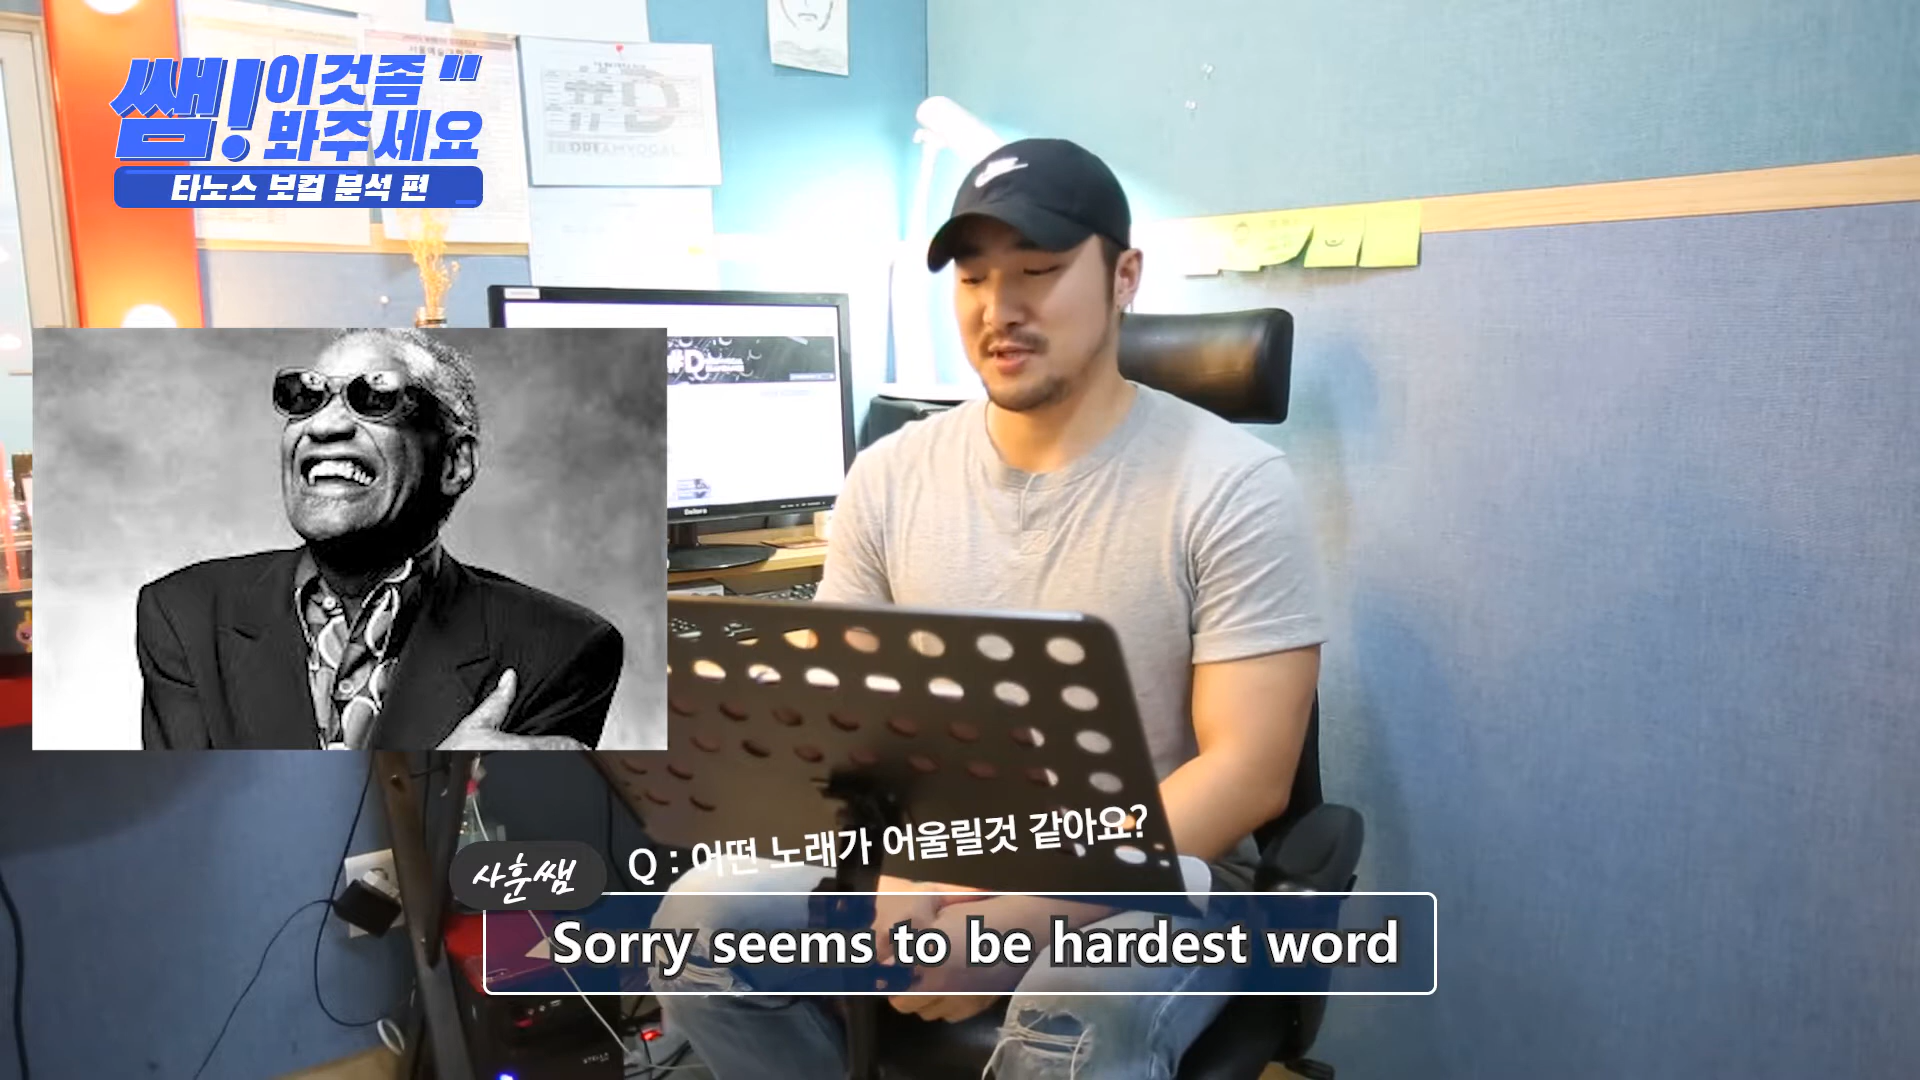 쌤!
이것좀"
봐주세요
타노스 보컬 분석 편
#D
#D
사훈쌤
Q : 어떤 노래가 어울릴것 같아요?
Sorry seems to be hardest word